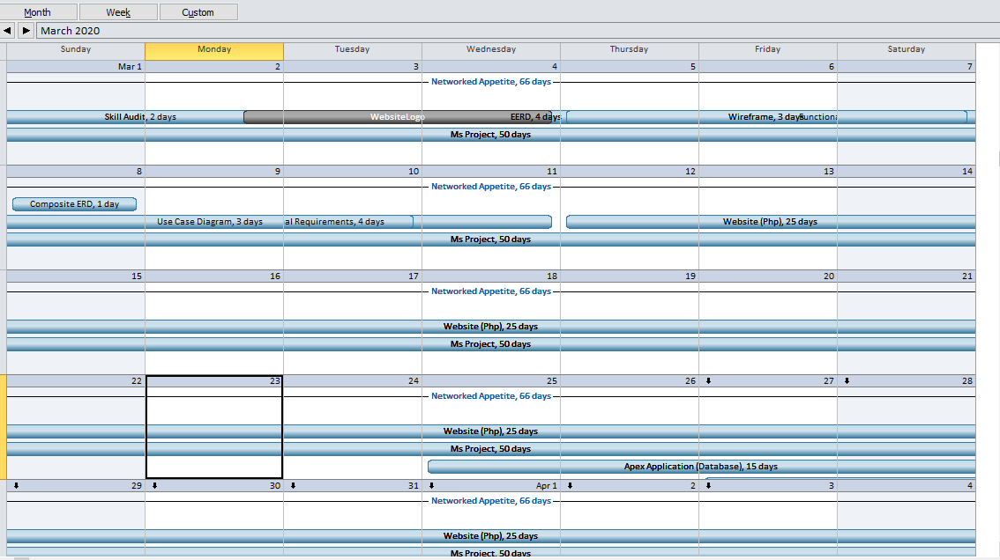 Month Week Custom
March 2020
Sunday Monday Tuesday Wednesday Thursday Friday Saturday
Mar 1 2 3 4 5 6 7
Networked Appetite, 66 days
Skill Audit, 2 days WebsiteLogo EERD, 4 days Wireframe, 3 days Functiona
Ms Project, 50 days
8 9 10 11 12 13 14
Networked Appetite, 66 days
Composite ERD, 1 day
Use Case Diagram, 3 days al Requirements, 4 days Website (Php), 25 days
Ms Project, 50 days
15 16 17 18 19 20 21
Networked Appetite, 66 days
Website (Php), 25 days
Ms Project, 50 days
22 23 24 25 26 27 28
Networked Appetite, 66 days
Website (Php), 25 days
Ms Project, 50 days
Apex Application (Database), 15 days
29 30 31 Apr 1 2 3 4
Networked Appetite, 66 days
Website (Php), 25 days
Ms Project, 50 days